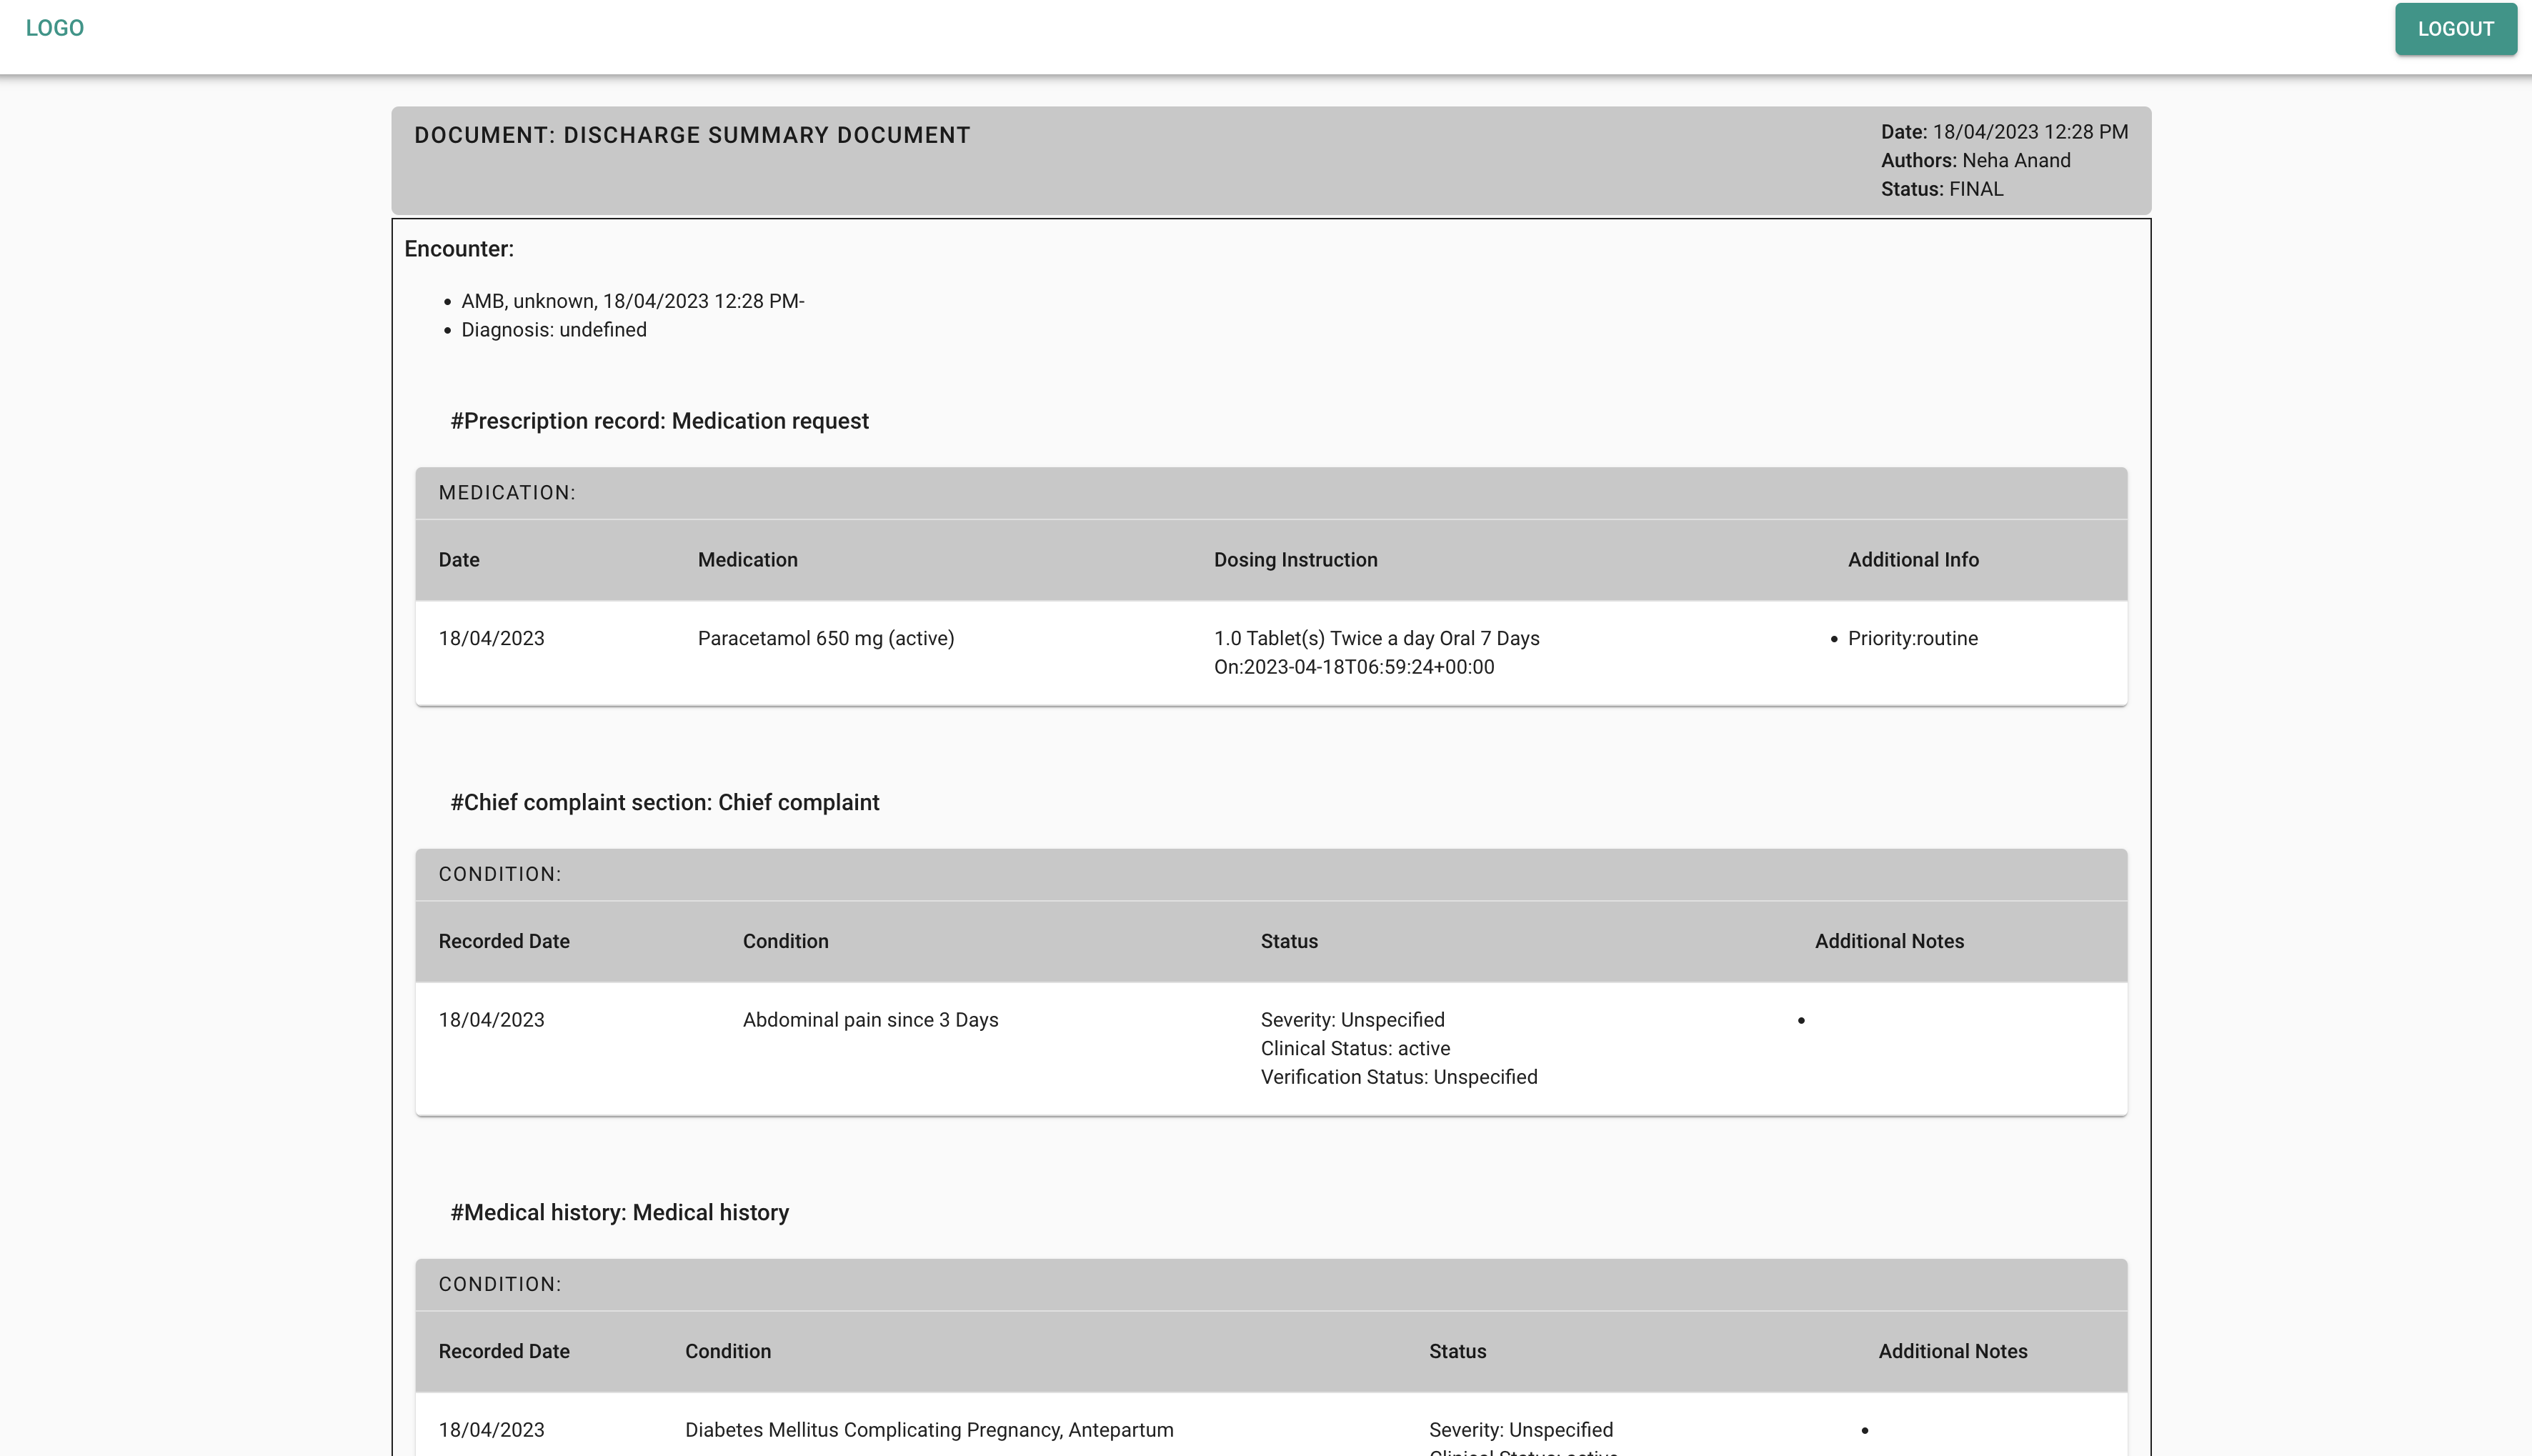 LOGO
LOGOUT
DOCUMENT: DISCHARGE SUMMARY DOCUMENT
Date: 18/04/2023 12:28 PM
Authors: Neha Anand
Status: FINAL
Encounter:
• AMB, unknown, 18/04/2023 12:28 PM-
• Diagnosis: undefined
#Prescription record: Medication request
MEDICATION:
Date Medication Dosing Instruction Additional Info
18/04/2023 Paracetamol 650 mg (active) 1.0 Tablet(s) Twice a day Oral 7 Days • Priority:routine
On:2023-04-18T06:59:24+00:00
#Chief complaint section: Chief complaint
CONDITION:
Recorded Date Condition Status Additional Notes
18/04/2023 Abdominal pain since 3 Days Severity: Unspecified •
Clinical Status: active
Verification Status: Unspecified
#Medical history: Medical history
CONDITION:
Recorded Date Condition Status Additional Notes
18/04/2023 Diabetes Mellitus Complicating Pregnancy, Antepartum Severity: Unspecified •
Clinical Status: active